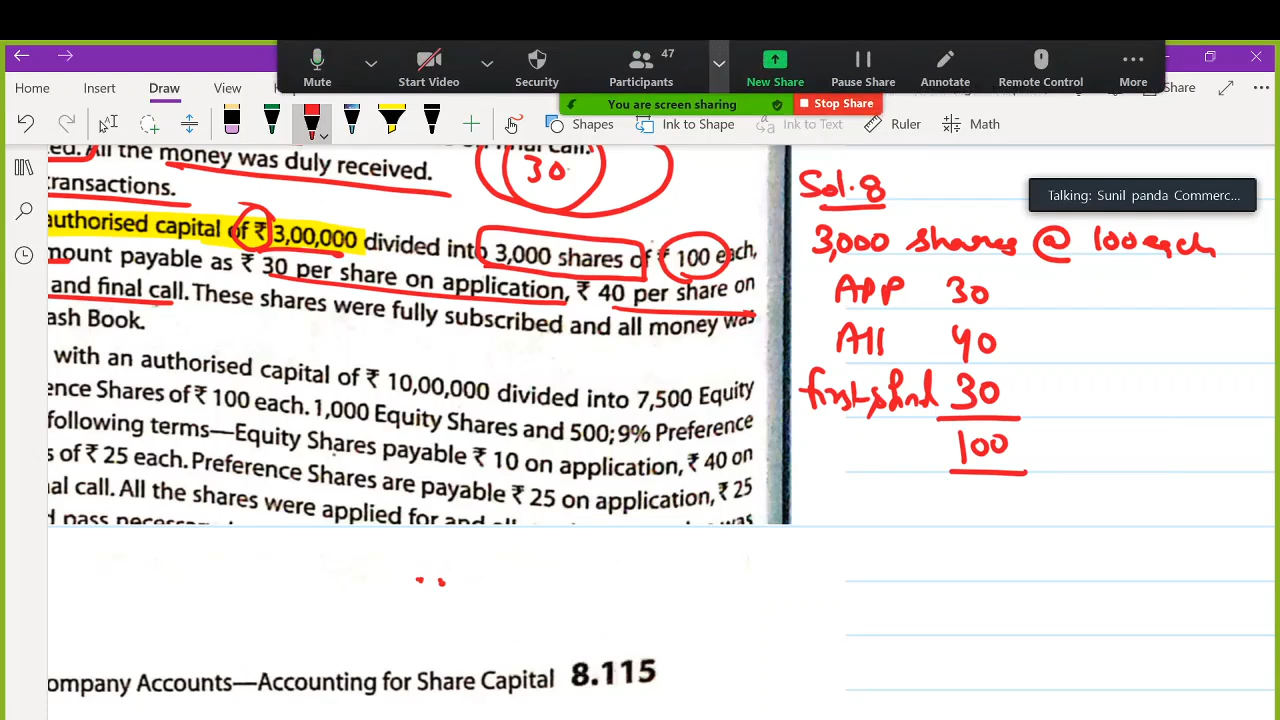 47
Mute
Start Video
Security
Participants
New Share
Pause Share
Annotate
Remote Control
More
You are screen sharing
Stop Share
Home
Insert
Draw
View
Share
Shapes
Ink to Shape
Ink to Text
Ruler
Math
Talking: Sunil panda Commerc...
ed. All the money was duly received.
transactions.
30
authorised capital of ₹ 3,00,000 divided into 3,000 shares of ₹ 100 each,
mount payable as ₹ 30 per share on application, ₹ 40 per share on
and final call. These shares were fully subscribed and all money was
ash Book.
with an authorised capital of ₹ 10,00,000 divided into 7,500 Equity
ence Shares of ₹ 100 each. 1,000 Equity Shares and 500; 9% Preference
following terms—Equity Shares payable ₹ 10 on application, ₹ 40 on
s of ₹ 25 each. Preference Shares are payable ₹ 25 on application, ₹ 25
nal call. All the shares were applied for and
d pass
ompany Accounts—Accounting for Share Capital 8.115
Sol. 8
3,000 shares @ 100 each
APP 30
All 40
first & find 30
100